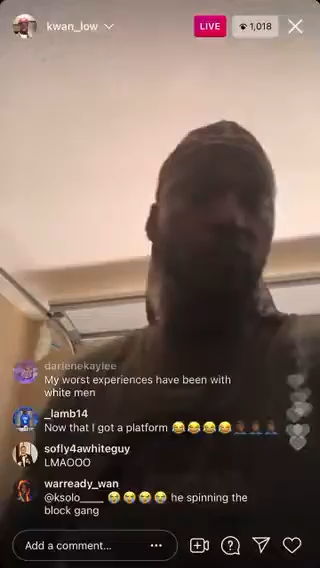 kwan_low
LIVE
1,018
darlenekaylee
My worst experiences have been with
white men
_lamb14
Now that I got a platform 😂😂😂😂🤦🏾‍♂️🤦🏾‍♂️🤦🏾‍♂️
sofly4awhiteguy
LMAOOO
warready_wan
@ksolo____ 😭😭😭😭 he spinning the
block gang
Add a comment...